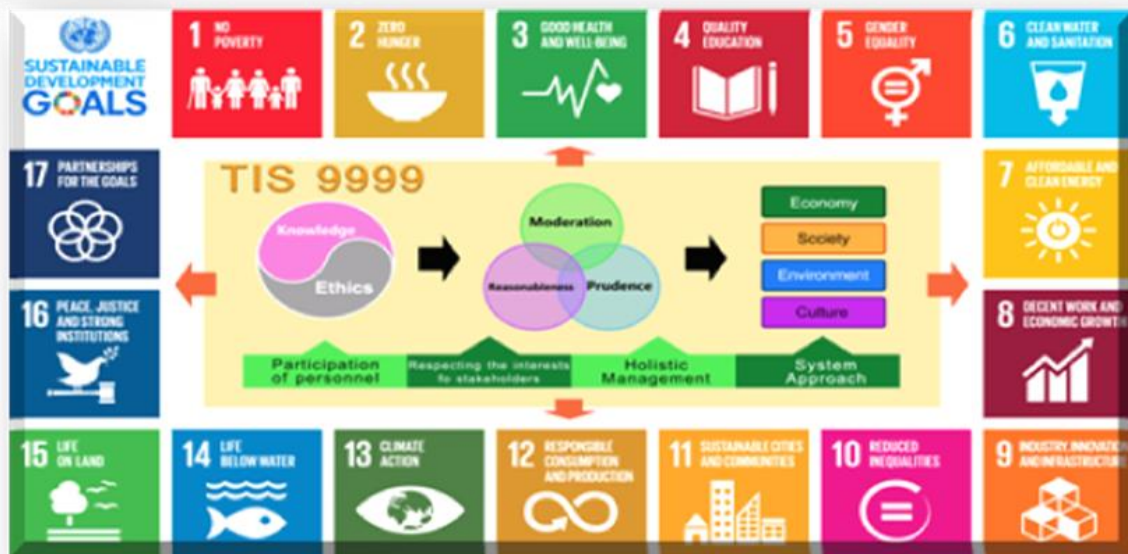 SUSTAINABLE
DEVELOPMENT
GOALS
1 NO
POVERTY
2 ZERO
HUNGER
3 GOOD HEALTH
AND WELL-BEING
4 QUALITY
EDUCATION
5 GENDER
EQUALITY
6 CLEAN WATER
AND SANITATION
17 PARTNERSHIPS
FOR THE GOALS
7 AFFORDABLE AND
CLEAN ENERGY
16 PEACE, JUSTICE
AND STRONG
INSTITUTIONS
8 DECENT WORK AND
ECONOMIC GROWTH
TIS 9999
Knowledge
Ethics
Moderation
Reasonableness
Prudence
Economy
Society
Environment
Culture
Participation
of personnel
Respecting the interests
fo stakeholders
Holistic
Management
System
Approach
15 LIFE
ON LAND
14 LIFE
BELOW WATER
13 CLIMATE
ACTION
12 RESPONSIBLE
CONSUMPTION
AND PRODUCTION
11 SUSTAINABLE CITIES
AND COMMUNITIES
10 REDUCED
INEQUALITIES
9 INDUSTRY, INNOVATION
AND INFRASTRUCTURE